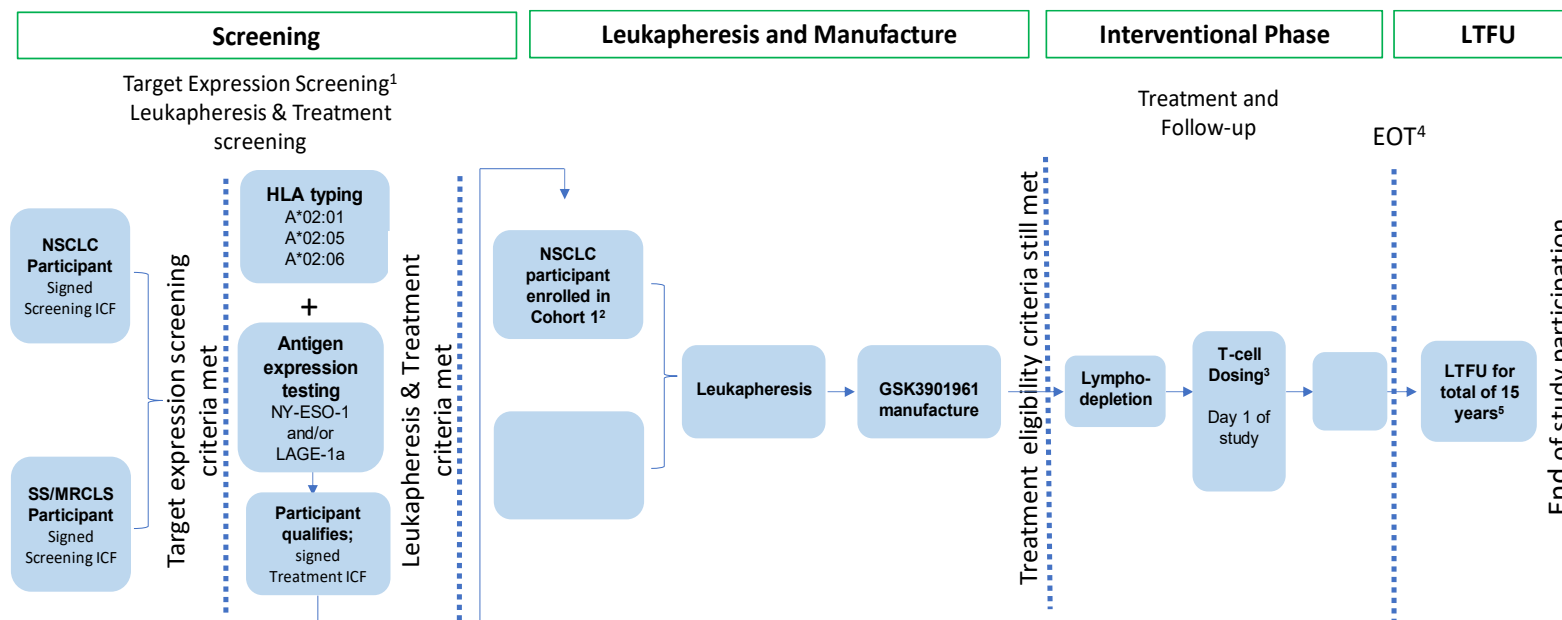 Screening
Leukapheresis and Manufacture
Interventional Phase
LTFU
Target Expression Screening1
Leukapheresis & Treatment
screening
Treatment and
Follow-up
EOT4
NSCLC
Participant
Signed
Screening ICF
SS/MRCLS
Participant
Signed
Screening ICF
Target expression screening
criteria met
HLA typing
A*02:01
A*02:05
A*02:06
+
Antigen
expression
testing
NY-ESO-1
and/or
LAGE-1a
Participant
qualifies;
signed
Treatment ICF
Leukapheresis & Treatment
criteria met
NSCLC
participant
enrolled in
Cohort 1²
Leukapheresis
GSK3901961
manufacture
Treatment eligibility criteria still met
Lympho-
depletion
T-cell
Dosing³
Day 1 of
study
LTFU for
total of 15
years⁵
End of study participation